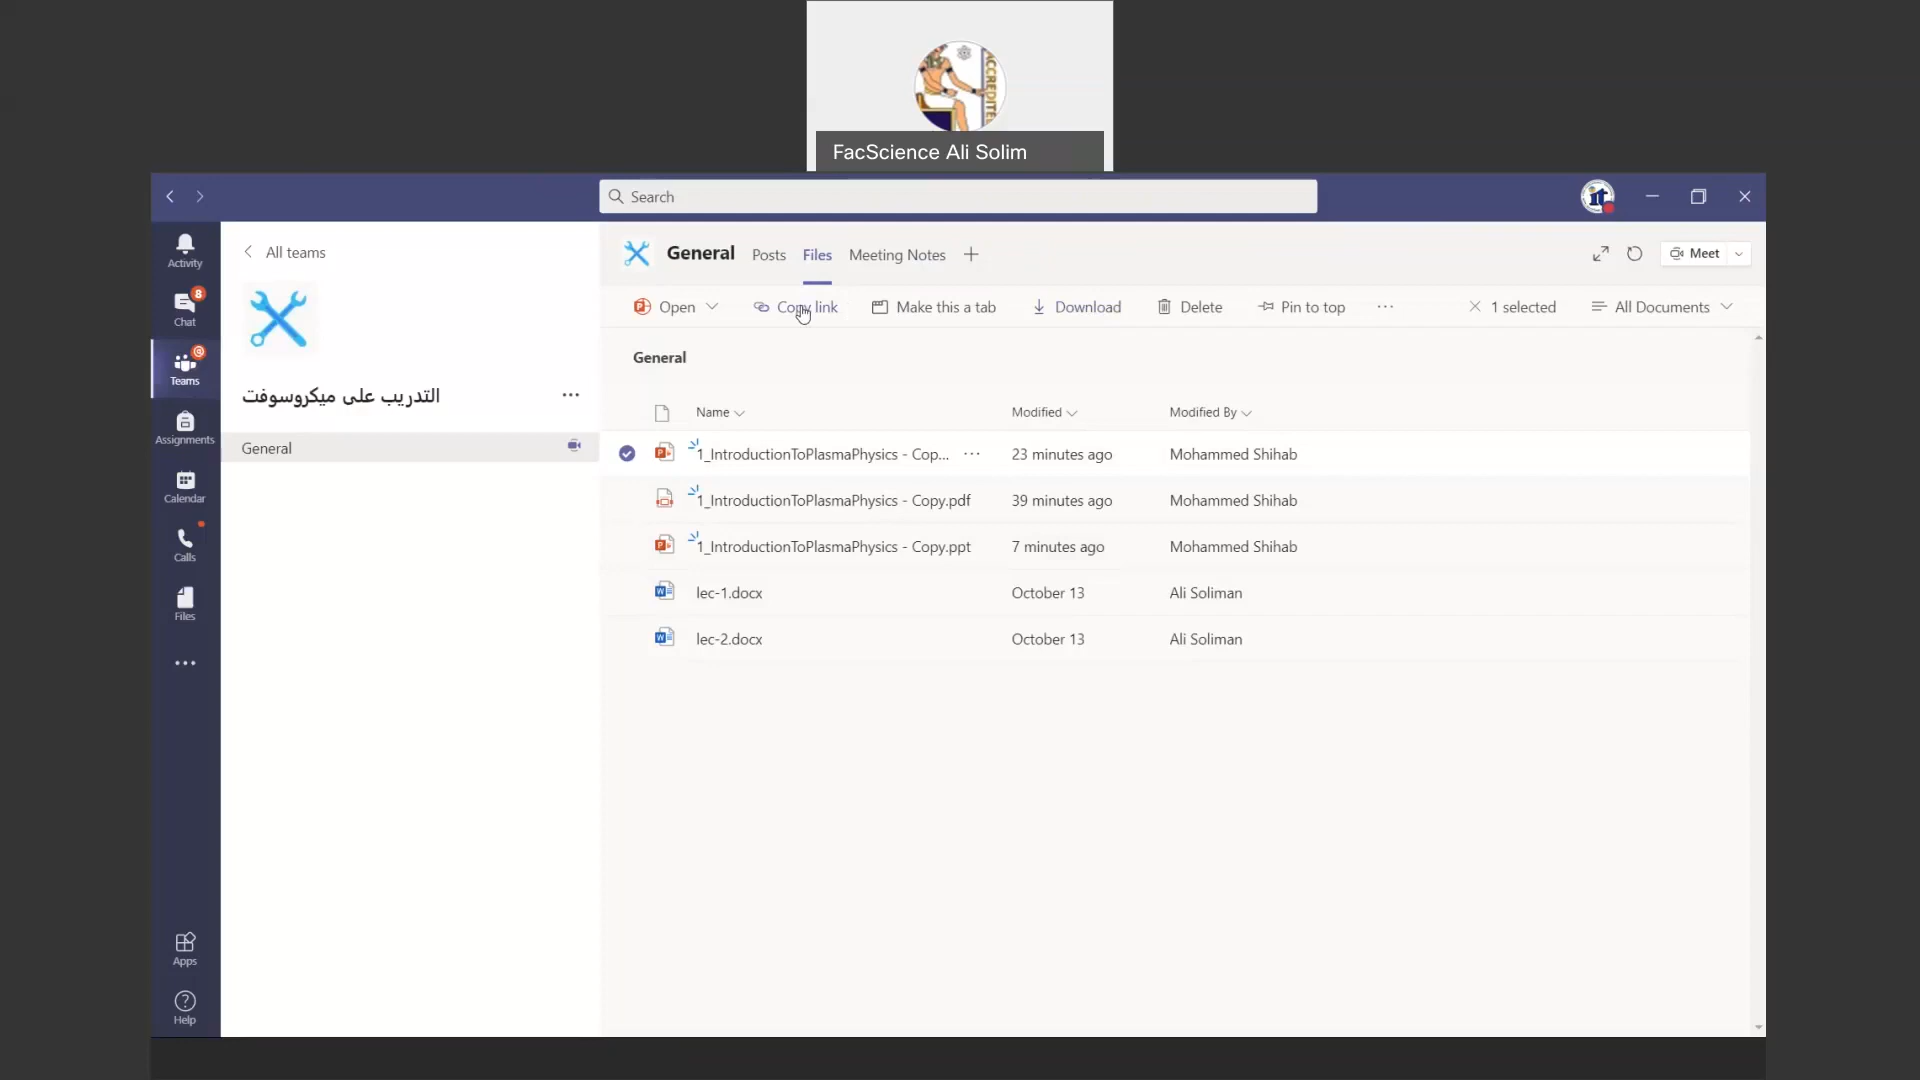 ACCREDITED
FacScience Ali Solim
Search
it
Activity
8
Chat
@
Teams
Assignments
Calendar
Calls
Files
Apps
Help
All teams
التدريب على ميكروسوفت
General
General Posts Files Meeting Notes
Meet
Open Copy link Make this a tab Download Delete Pin to top 1 selected All Documents
General
Name Modified Modified By
1_IntroductionToPlasmaPhysics - Cop... 23 minutes ago Mohammed Shihab
1_IntroductionToPlasmaPhysics - Copy.pdf 39 minutes ago Mohammed Shihab
1_IntroductionToPlasmaPhysics - Copy.ppt 7 minutes ago Mohammed Shihab
lec-1.docx October 13 Ali Soliman
lec-2.docx October 13 Ali Soliman